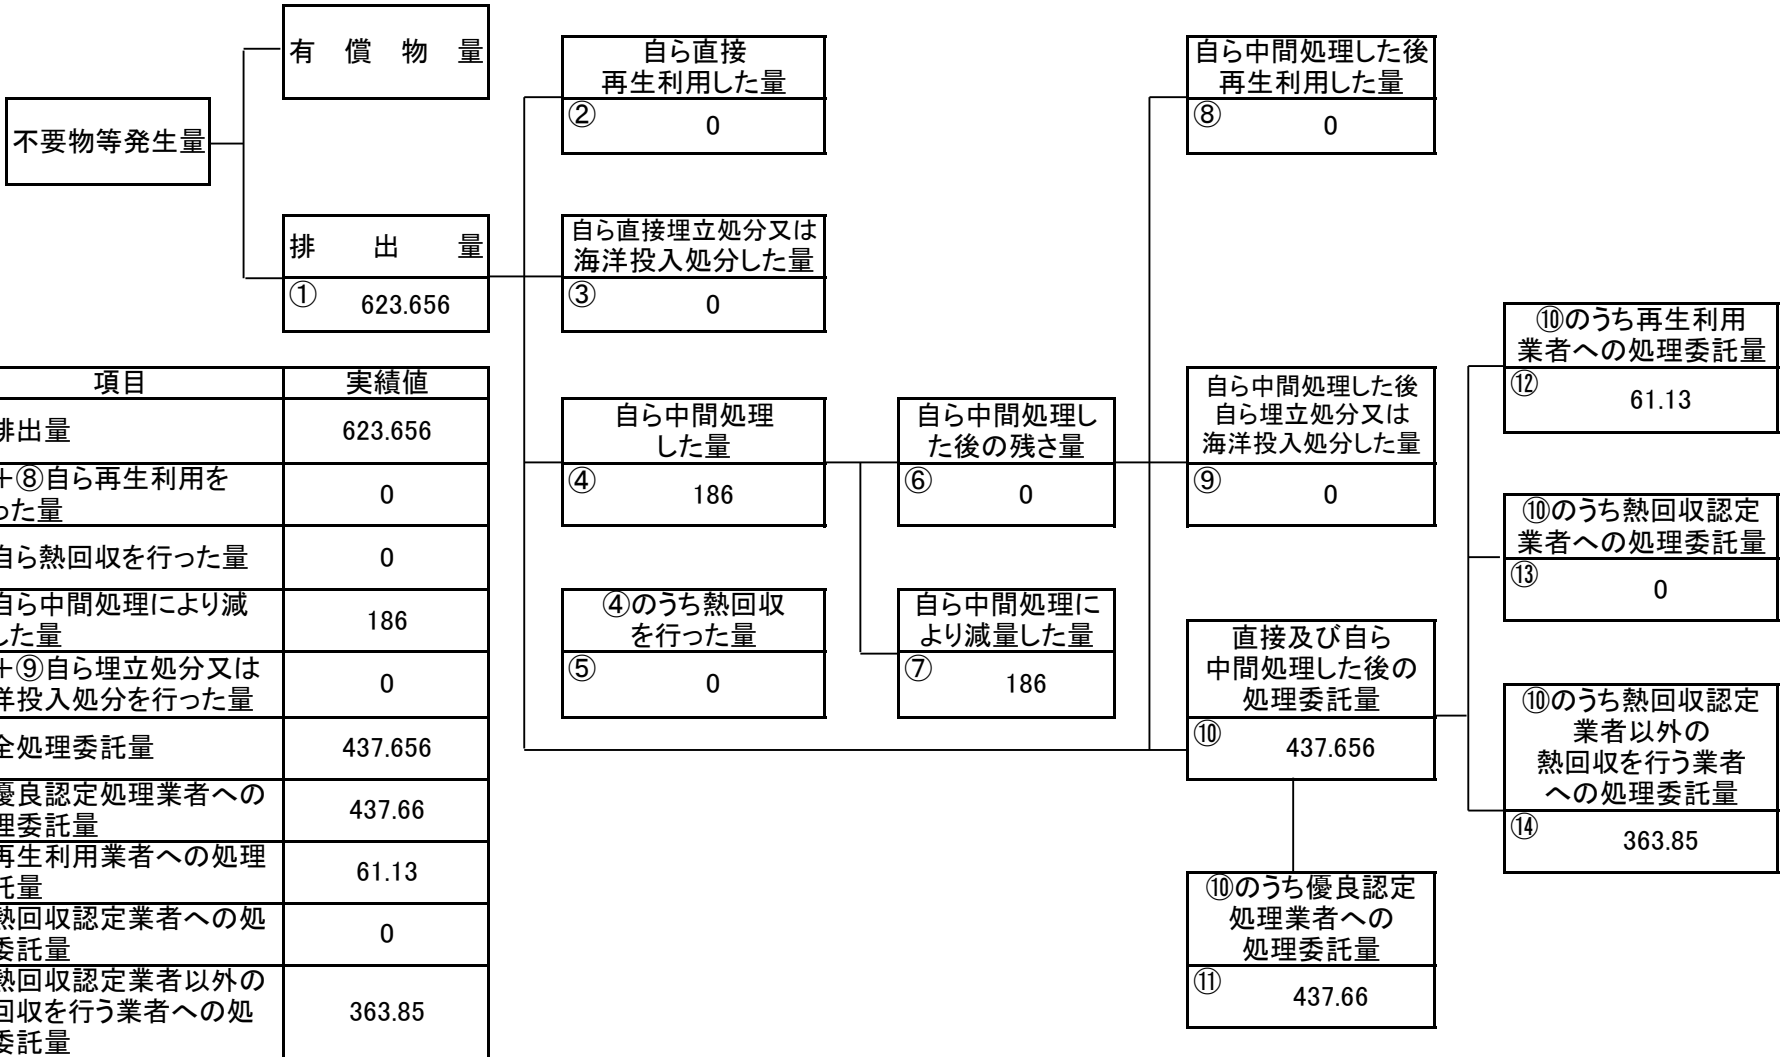 有償物量
不要物等発生量
排出量
① 623.656
自ら直接
再生利用した量
② 0
自ら直接埋立処分又は
海洋投入処分した量
③ 0
自ら中間処理
した量
④ 186
④のうち熱回収
を行った量
⑤ 0
自ら中間処理し
た後の残さ量
⑥ 0
自ら中間処理に
より減量した量
⑦ 186
自ら中間処理した後
再生利用した量
⑧ 0
自ら中間処理した後
自ら埋立処分又は
海洋投入処分した量
⑨ 0
直接及び自ら
中間処理した後の
処理委託量
⑩ 437.656
⑩のうち優良認定
処理業者への
処理委託量
⑪ 437.66
⑩のうち再生利用
業者への処理委託量
⑫ 61.13
⑩のうち熱回収認定
業者への処理委託量
⑬ 0
⑩のうち熱回収認定
業者以外の
熱回収を行う業者
への処理委託量
⑭ 363.85
項目 実績値
排出量 623.656
+⑧自ら再生利用を
った量 0
自ら熱回収を行った量 0
自ら中間処理により減
した量 186
+⑨自ら埋立処分又は
洋投入処分を行った量 0
全処理委託量 437.656
優良認定処理業者への
理委託量 437.66
再生利用業者への処理
託量 61.13
熱回収認定業者への処
委託量 0
熱回収認定業者以外の
回収を行う業者への処
委託量 363.85